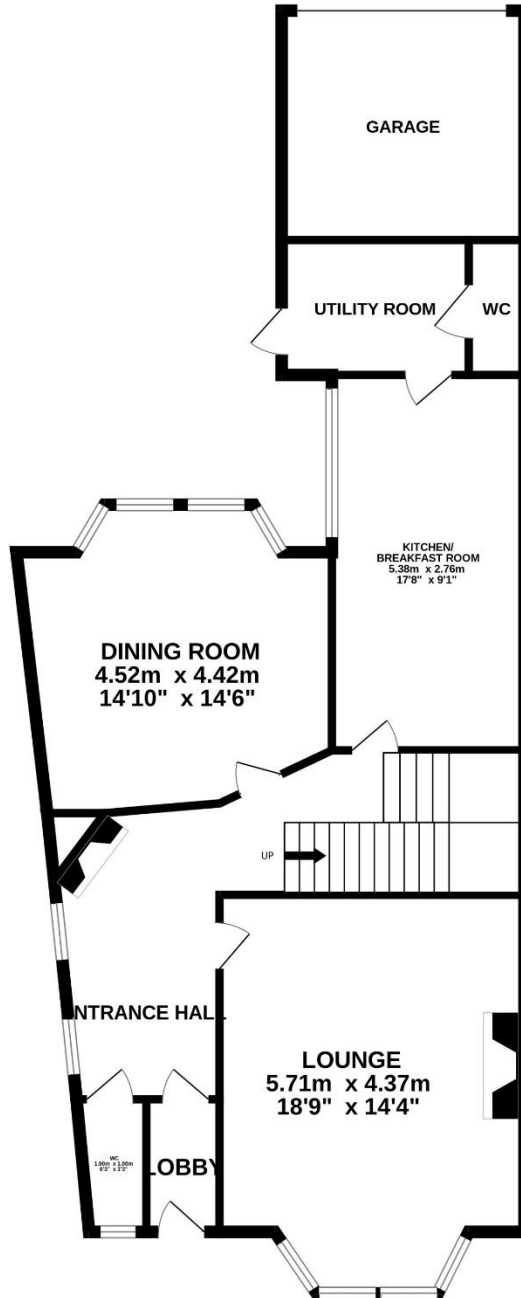 GARAGE
UTILITY ROOM
WC
KITCHEN/
BREAKFAST ROOM
5.38m x 2.76m
17'8" x 9'1"
DINING ROOM
4.52m x 4.42m
14'10" x 14'6"
UP
ENTRANCE HALL
LOUNGE
5.71m x 4.37m
18'9" x 14'4"
WC
1.90m x 1.00m
6'3" x 3'3"
LOBBY